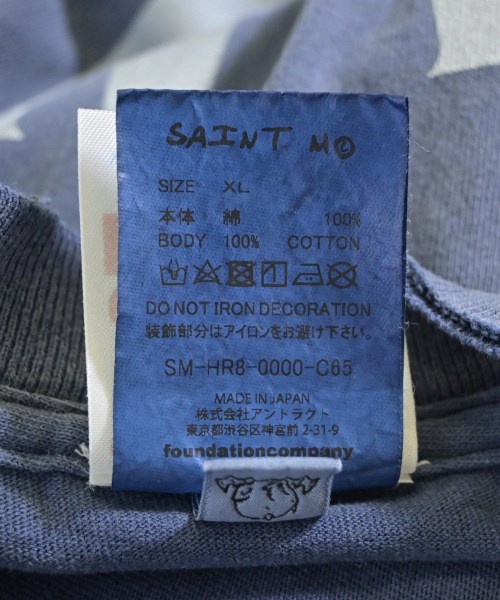 SAINT M
SIZE XL
本体 綿 100%
BODY 100% COTTON
DO NOT IRON DECORATION
装飾部分はアイロンをお避け下さい。
SM-HR8-0000-C65
MADE IN JAPAN
株式会社アントラクト
東京都渋谷区神宮前 2-31-9
foundationcompany